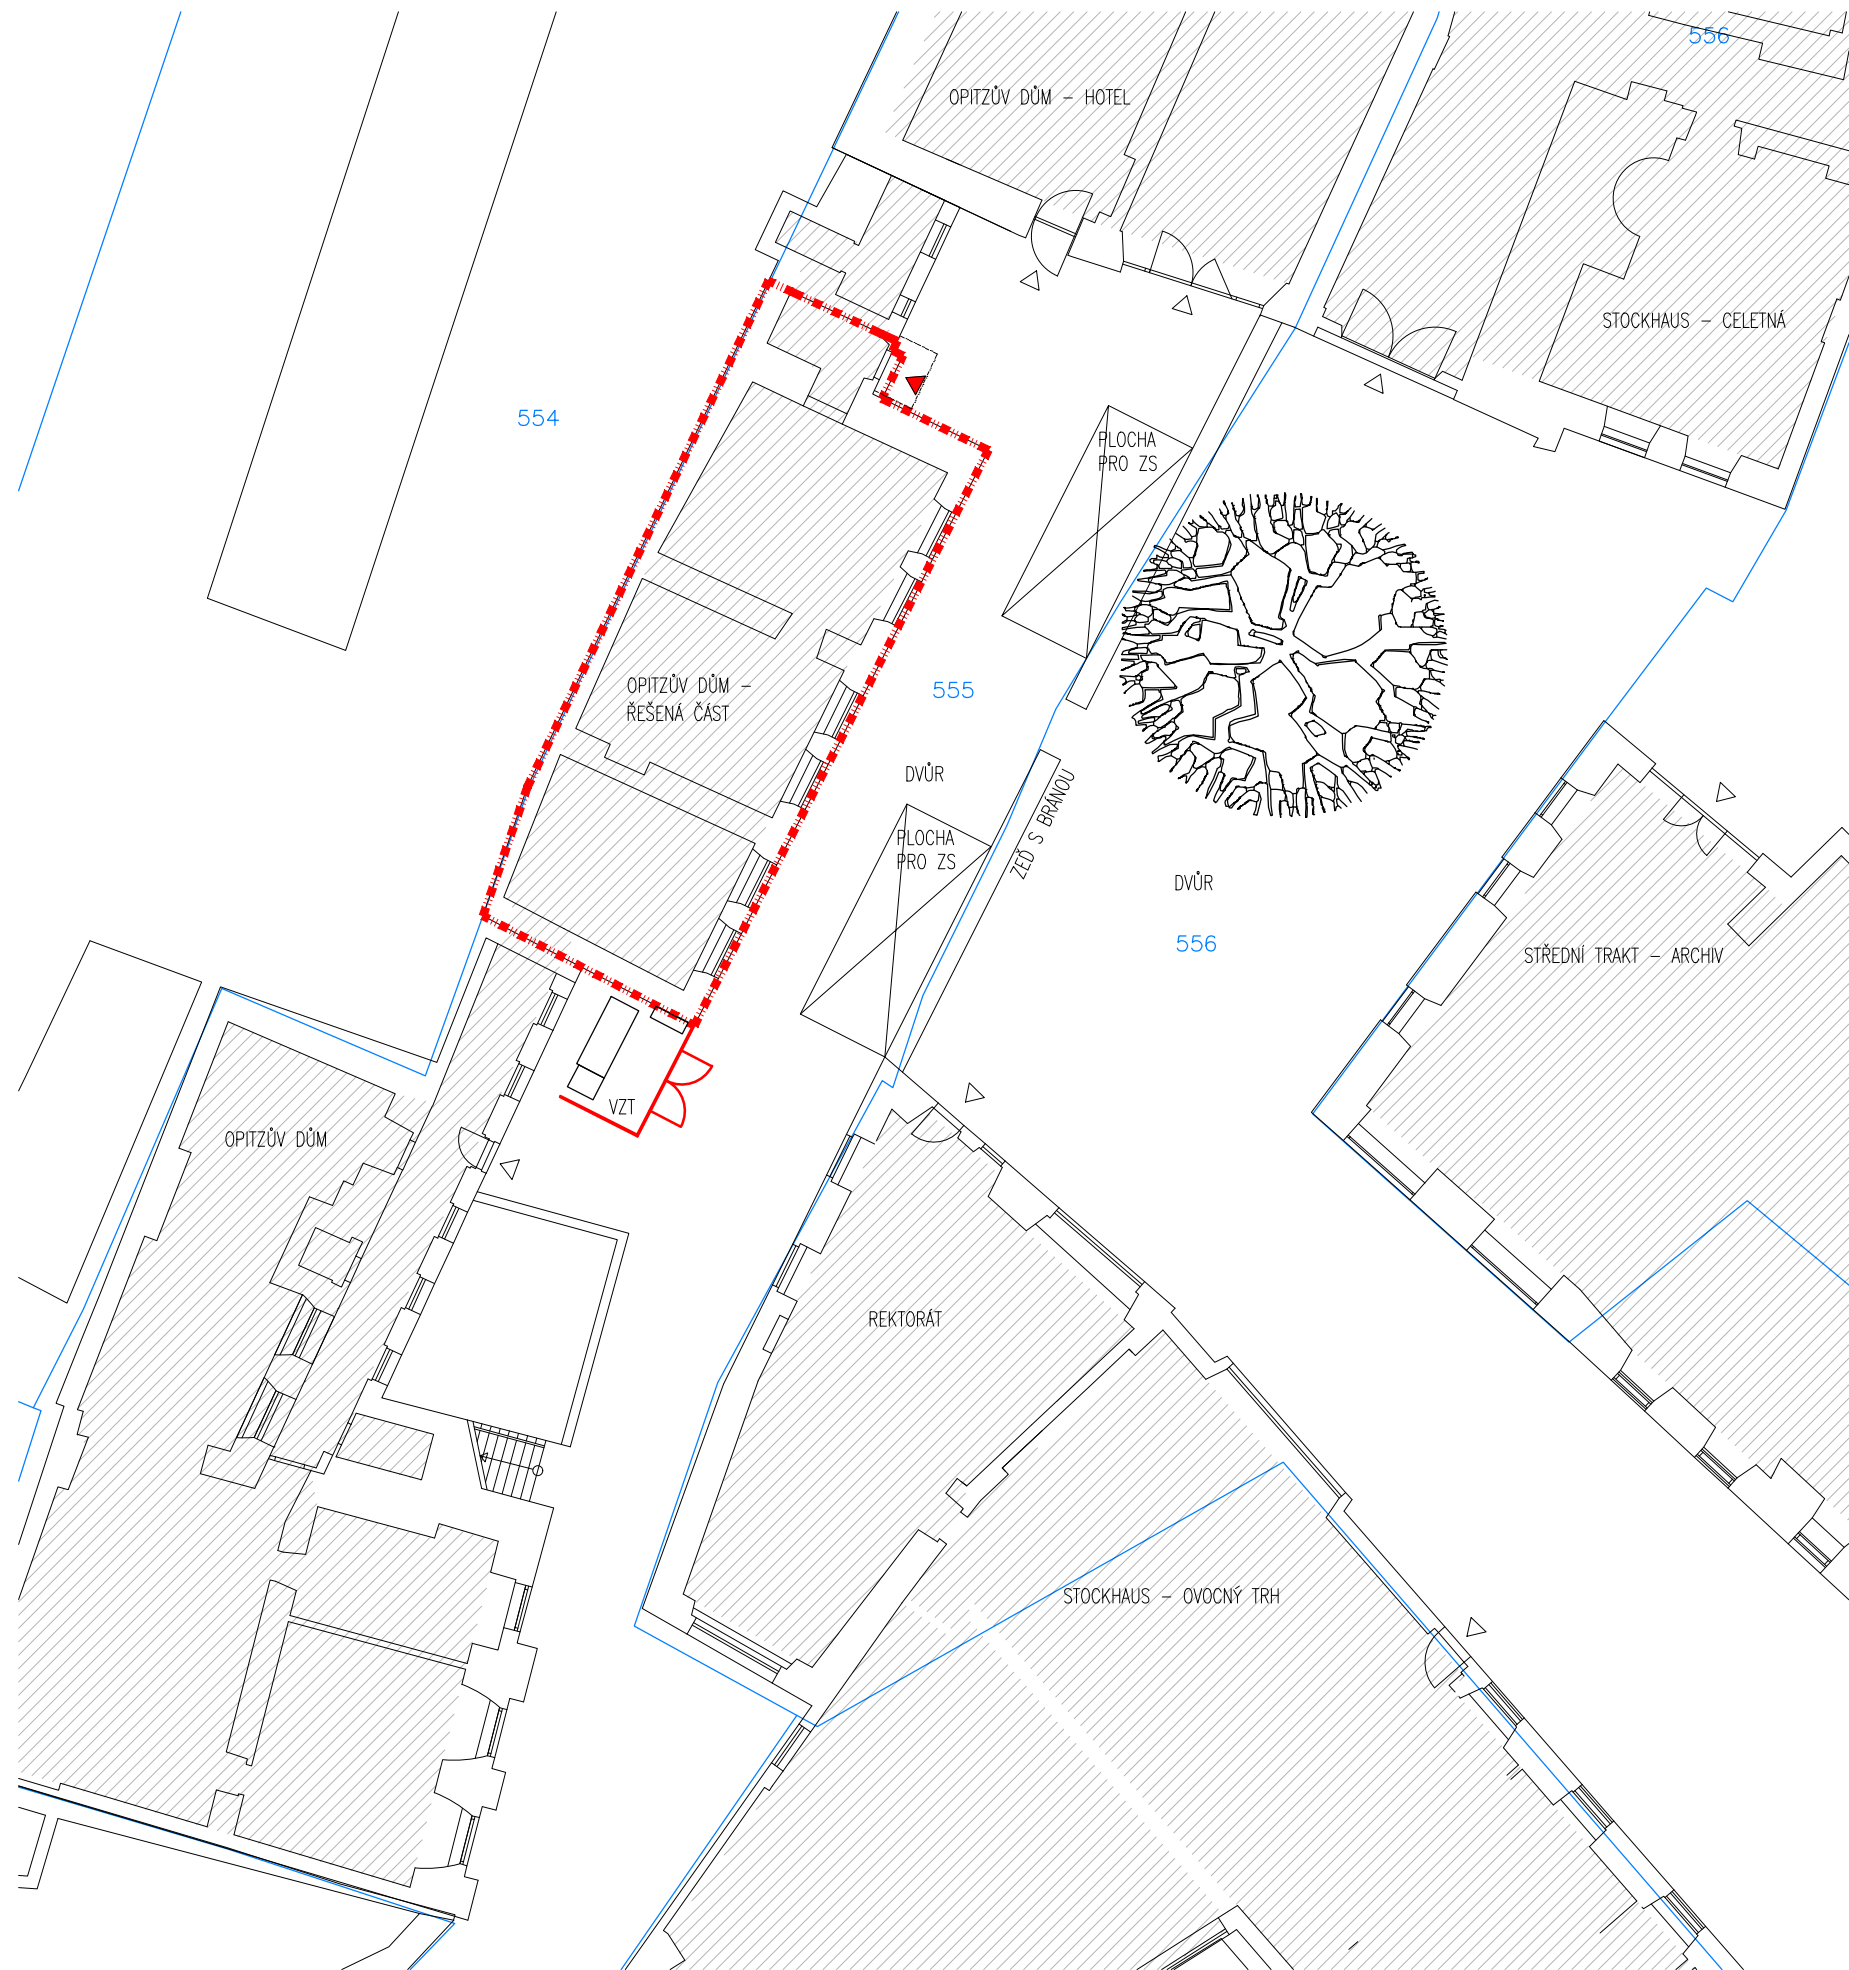 556
OPITZŮV DŮM – HOTEL
STOCKHAUS – CELETNÁ
554
PLOCHA
PRO ZS
OPITZŮV DŮM –
ŘEŠENÁ ČÁST
555
DVŮR
ZEĎ S BRÁNOU
PLOCHA
PRO ZS
DVŮR
556
STŘEDNÍ TRAKT – ARCHIV
VZT
OPITZŮV DŮM
REKTORÁT
STOCKHAUS – OVOCNÝ TRH